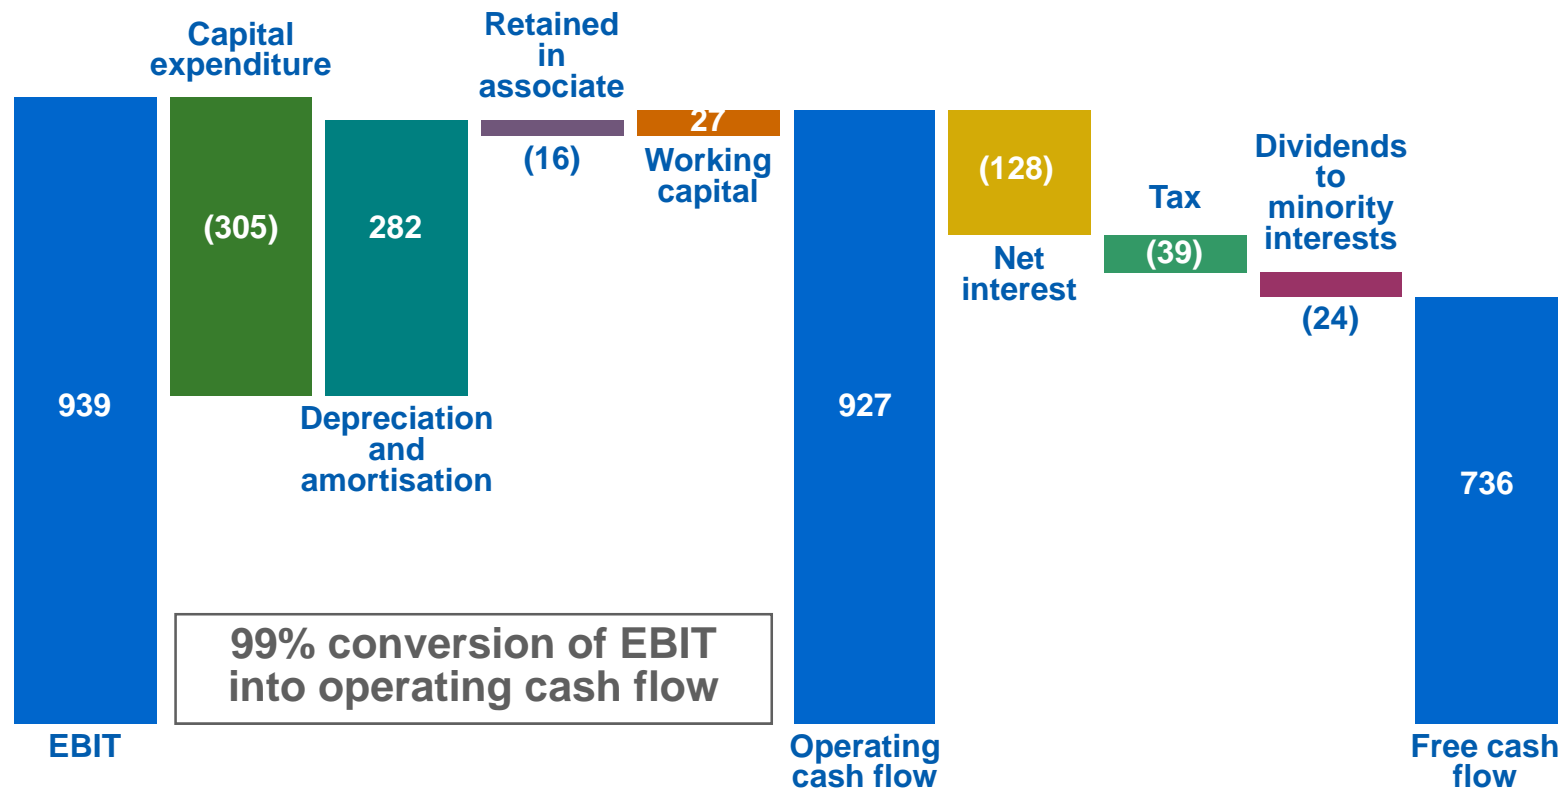 Capital
expenditure
Retained
in
associate
(305)
282
(16)
27
Working
capital
(128)
Net
interest
Tax
(39)
Dividends
to
minority
interests
(24)
939
Depreciation
and
amortisation
927
736
99% conversion of EBIT
into operating cash flow
EBIT
Operating
cash flow
Free cash
flow